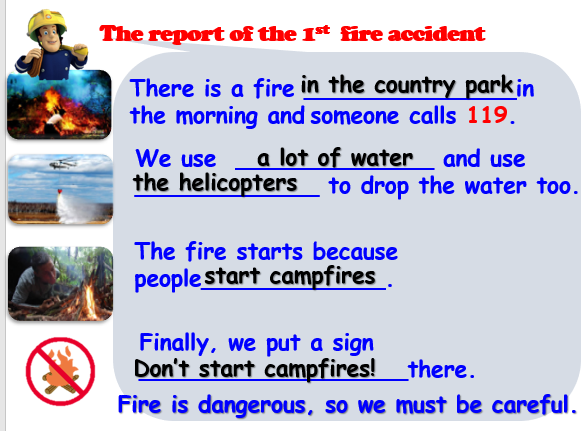 The report of the 1st fire accident
There is a fire in the country park in
the morning and someone calls 119.
We use a lot of water and use
the helicopters to drop the water too.
The fire starts because
people start campfires.
Finally, we put a sign
Don't start campfires! there.
Fire is dangerous, so we must be careful.